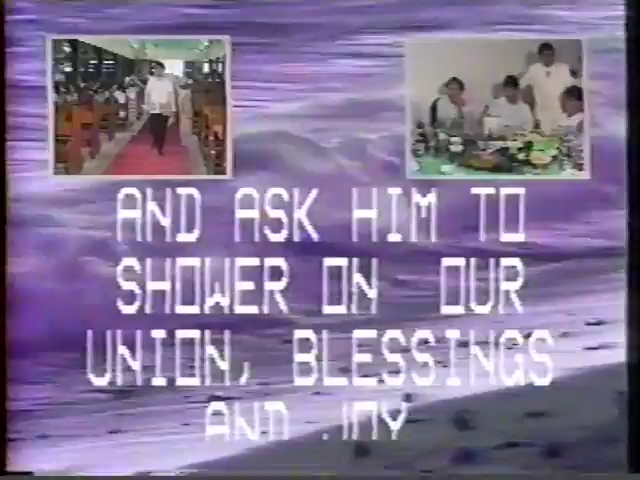 AND ASK HIM TO
SHOWER ON OUR
UNION, BLESSINGS
AND JOY